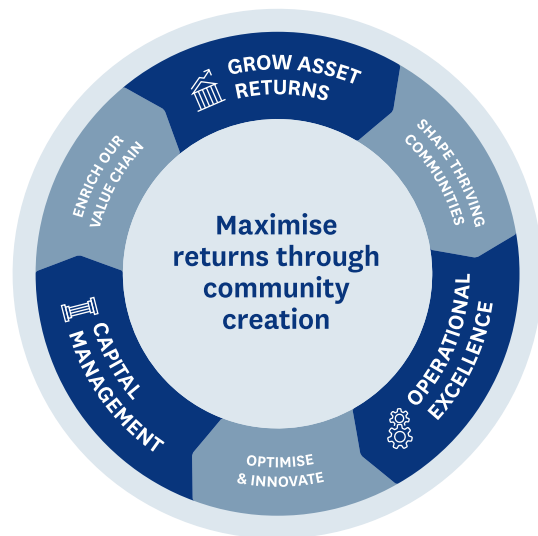 GROW ASSET
RETURNS
SHAPE THRIVING
COMMUNITIES
OPERATIONAL
EXCELLENCE
OPTIMISE
& INNOVATE
CAPITAL
MANAGEMENT
ENRICH OUR
VALUE CHAIN
Maximise
returns through
community
creation